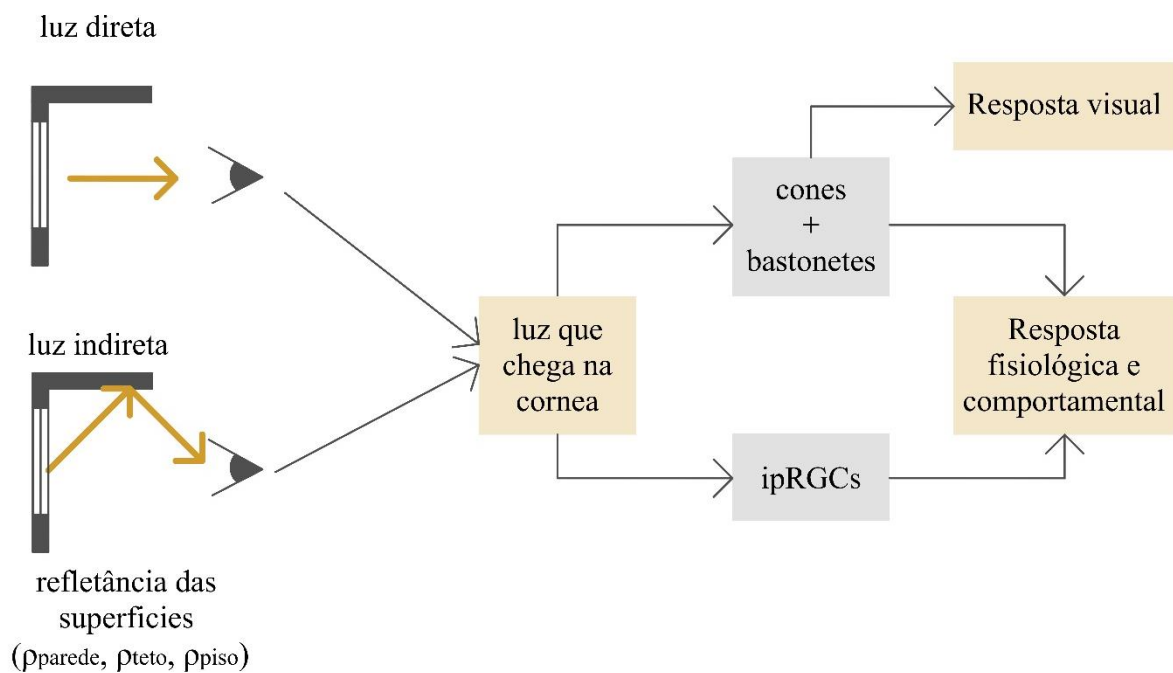 luz direta
luz indireta
refletância das
superficies
(ρparede, ρteto, ρpiso)
luz que
chega na
cornea
cones
+
bastonetes
ipRGCs
Resposta visual
Resposta
fisiológica e
comportamental